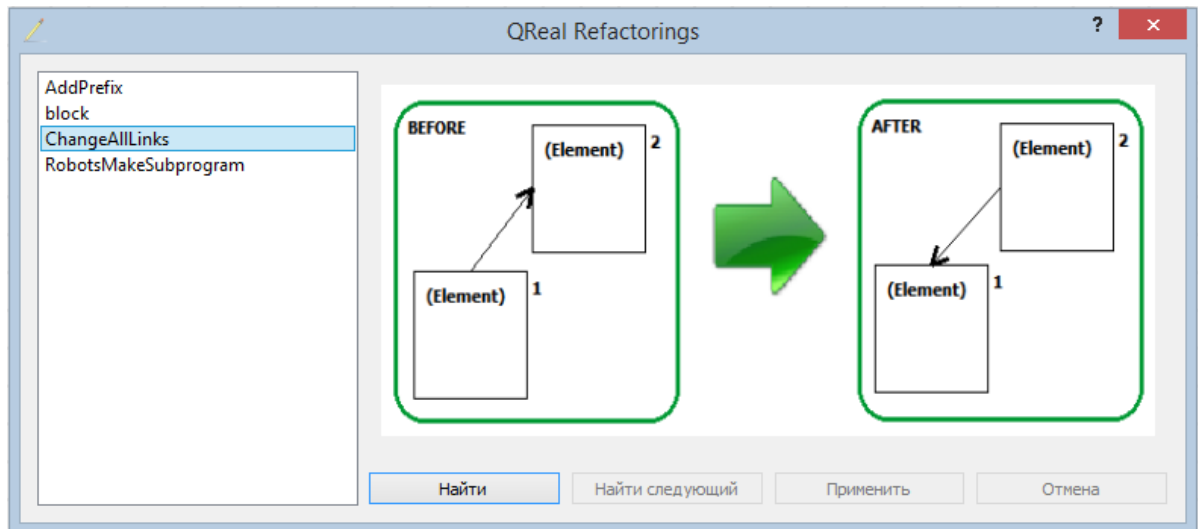 QReal Refactorings
?
AddPrefix
block
ChangeAllLinks
RobotsMakeSubprogram
BEFORE
(Element) 2
(Element) 1
AFTER
(Element) 2
(Element) 1
Найти
Найти следующий
Применить
Отмена